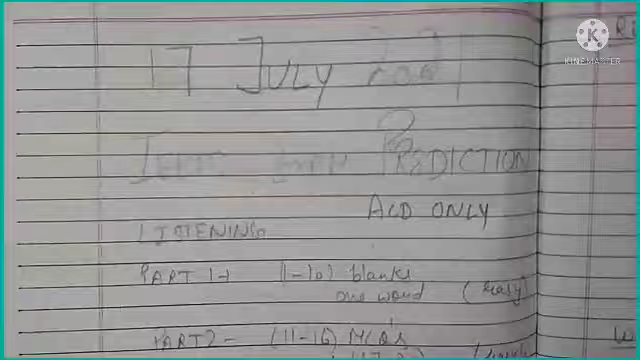 17 JULY 2021
PREDICTION
ACD ONLY
LISTENING
PART 1→ (1-10) blanks
one word (Easy)
PART 2- (11-16) MCQS
K
KINEMASTER